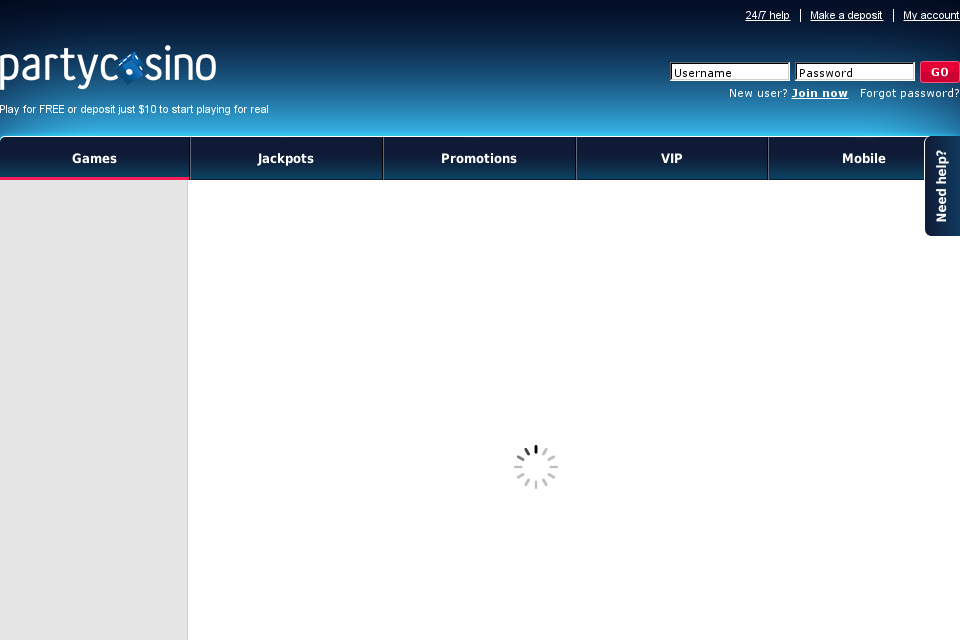 24/7 help | Make a deposit | My account
partycasino
Username Password GO
New user? Join now Forgot password?
Play for FREE or deposit just $10 to start playing for real
Games Jackpots Promotions VIP Mobile
Need help?